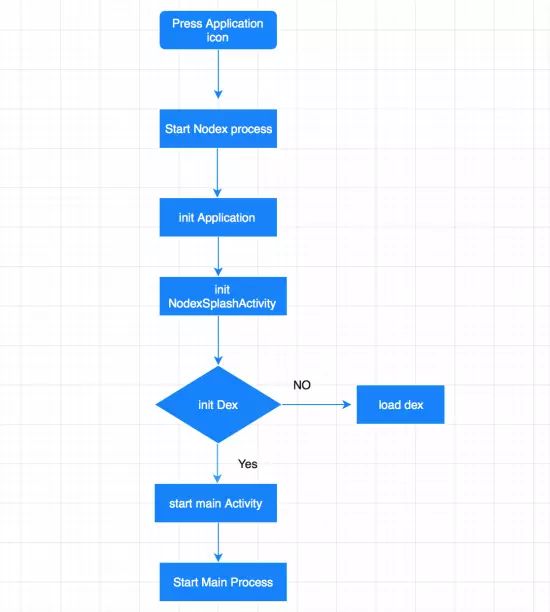 Press Application
icon
Start Nodex process
init Application
init
NodexSplashActivity
init Dex
NO
load dex
Yes
start main Activity
Start Main Process